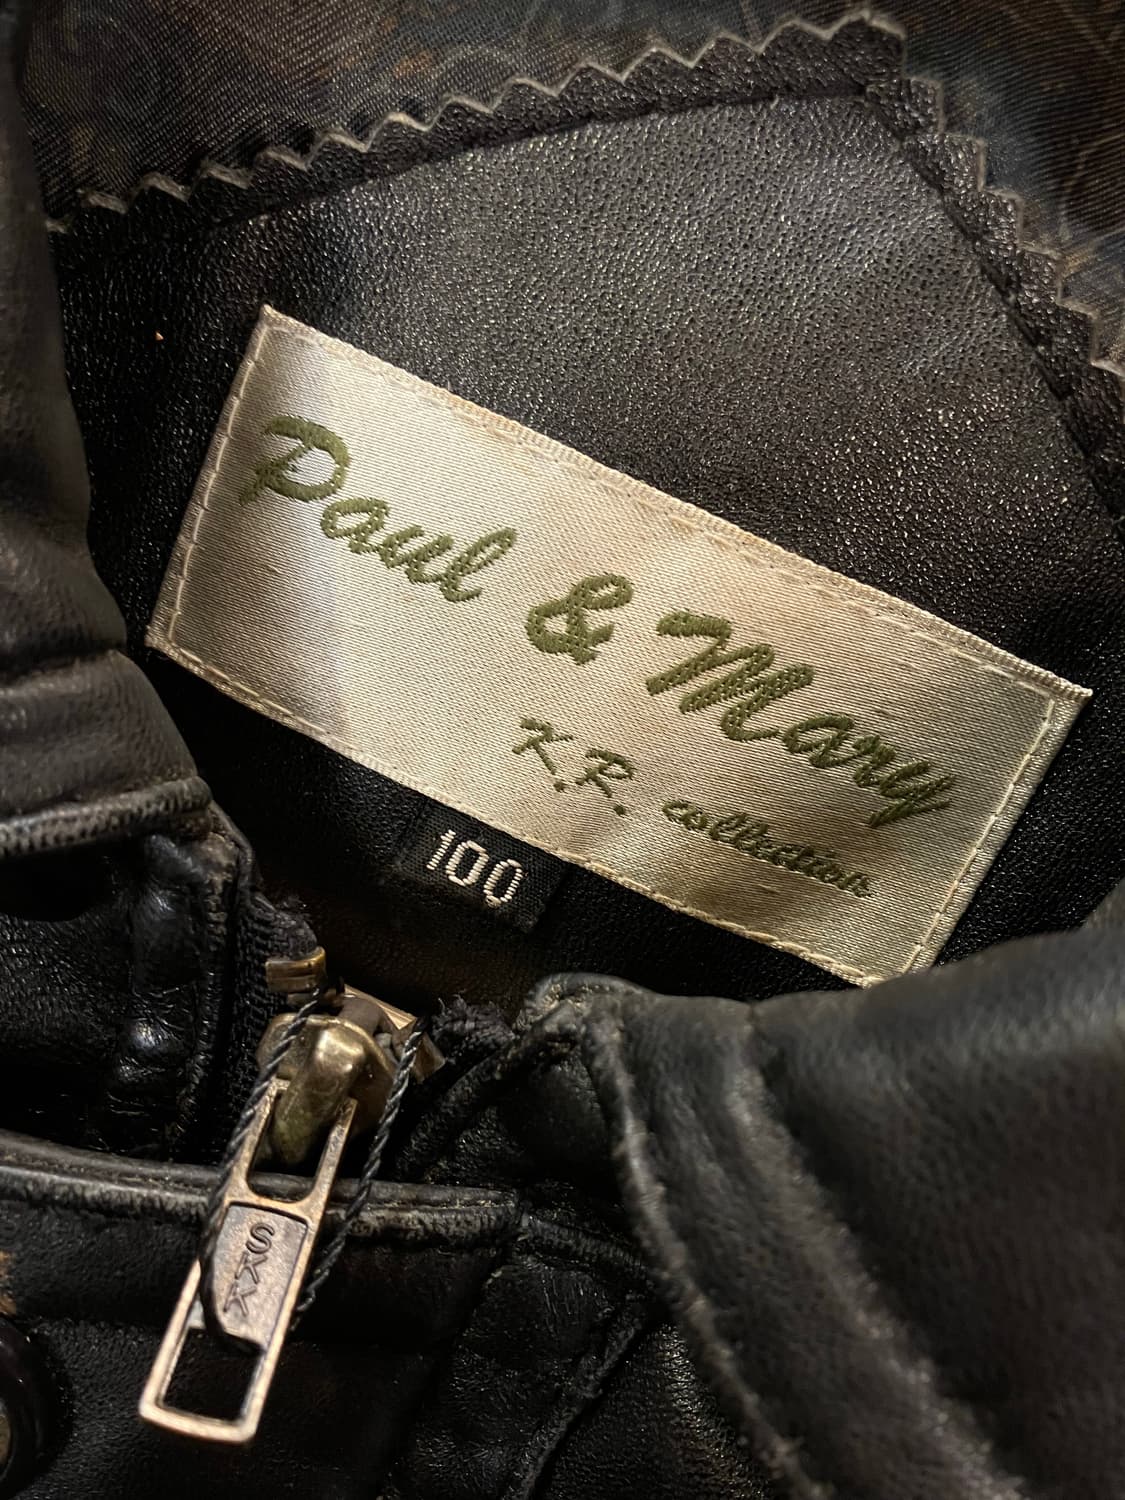 Paul & Mary
K.R. collection
100
SKK